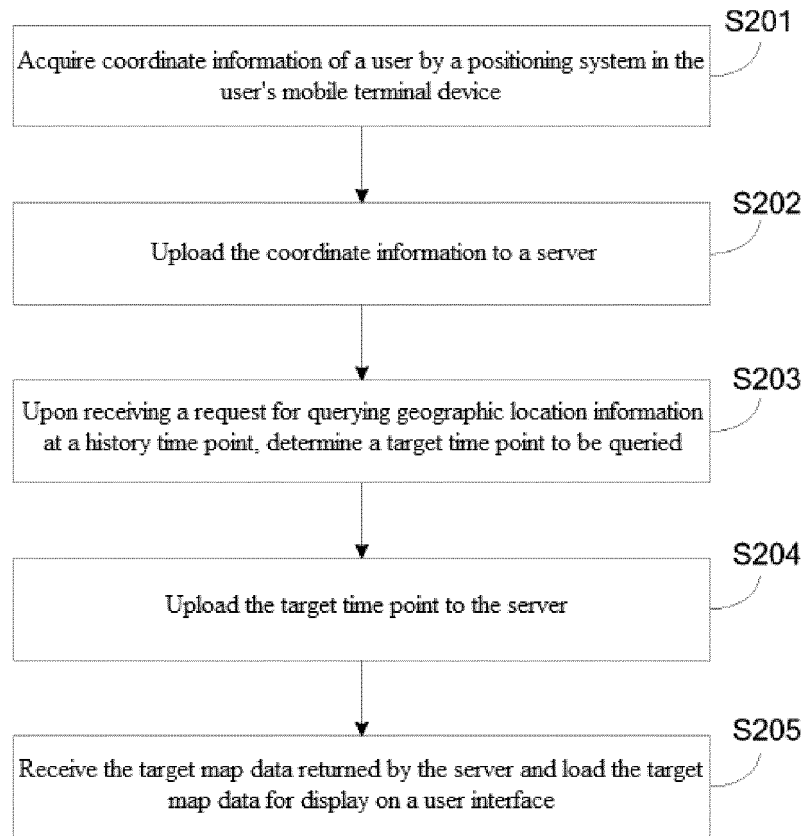 S201
Acquire coordinate information of a user by a positioning system in the
user's mobile terminal device
S202
Upload the coordinate information to a server
S203
Upon receiving a request for querying geographic location information
at a history time point, determine a target time point to be queried
S204
Upload the target time point to the server
S205
Receive the target map data returned by the server and load the target
map data for display on a user interface